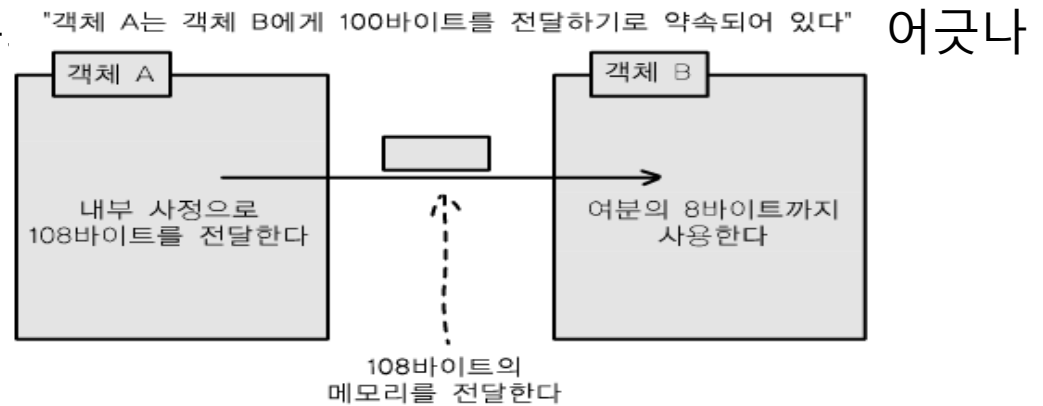 "객체 A는 객체 B에게 100바이트를 전달하기로 약속되어 있다"
어긋나
객체 A
객체 B
내부 사정으로
108바이트를 전달한다
여분의 8바이트까지
사용한다
108바이트의
메모리를 전달한다